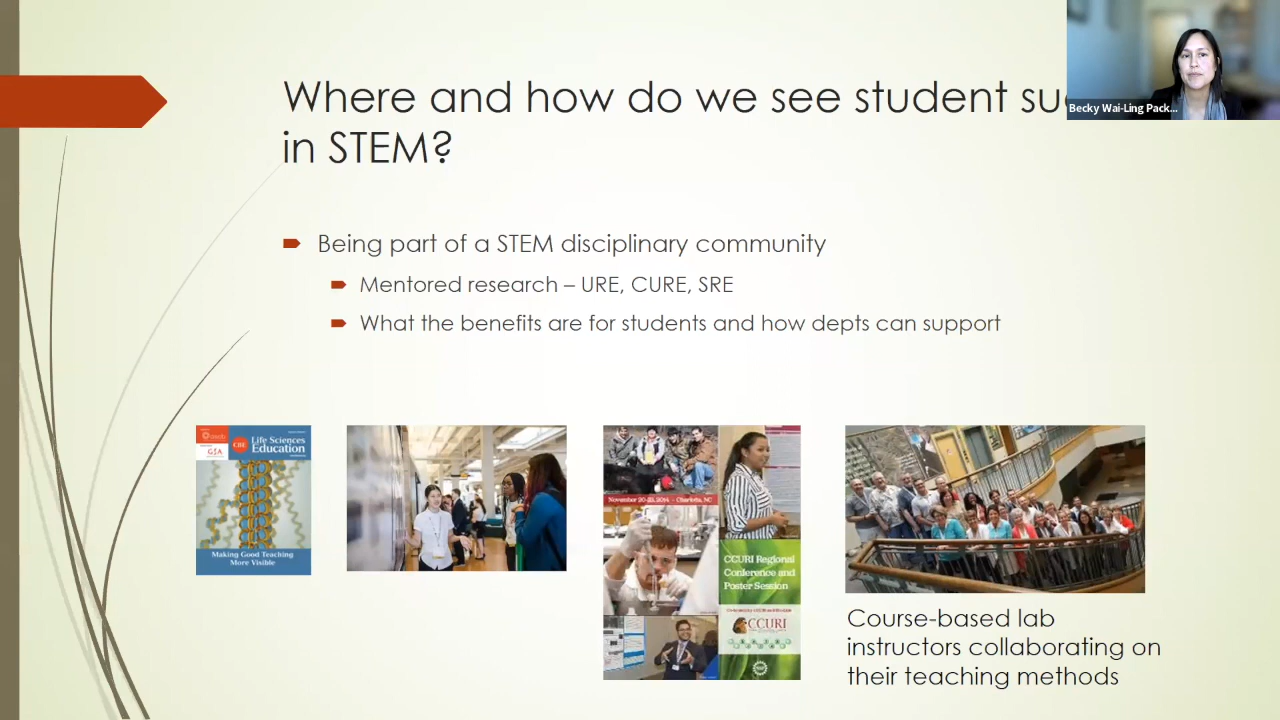 Where and how do we see student su
in STEM?
Becky Wai-Ling Pack...
Being part of a STEM disciplinary community
Mentored research – URE, CURE, SRE
What the benefits are for students and how depts can support
CBE
Life Sciences
Education
Making Good Teaching
More Visible
November 20-23, 2014 - Charlotte, NC
CCURI Regional
Conference and
Poster Session
CCURI
Course-based lab
instructors collaborating on
their teaching methods